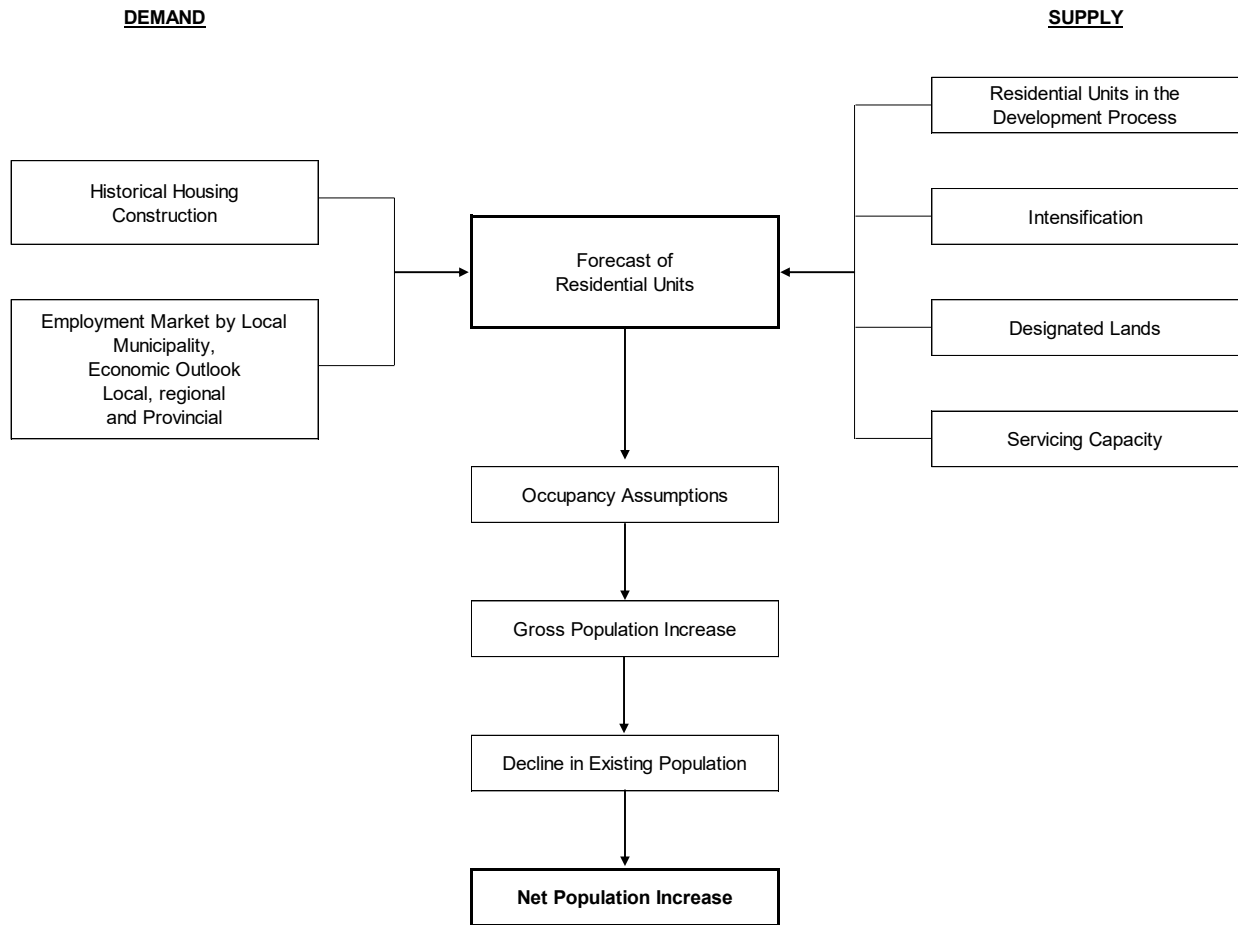 DEMAND
SUPPLY
Residential Units in the
Development Process
Historical Housing
Construction
Intensification
Forecast of
Residential Units
Employment Market by Local
Municipality,
Economic Outlook
Local, regional
and Provincial
Designated Lands
Servicing Capacity
Occupancy Assumptions
Gross Population Increase
Decline in Existing Population
Net Population Increase